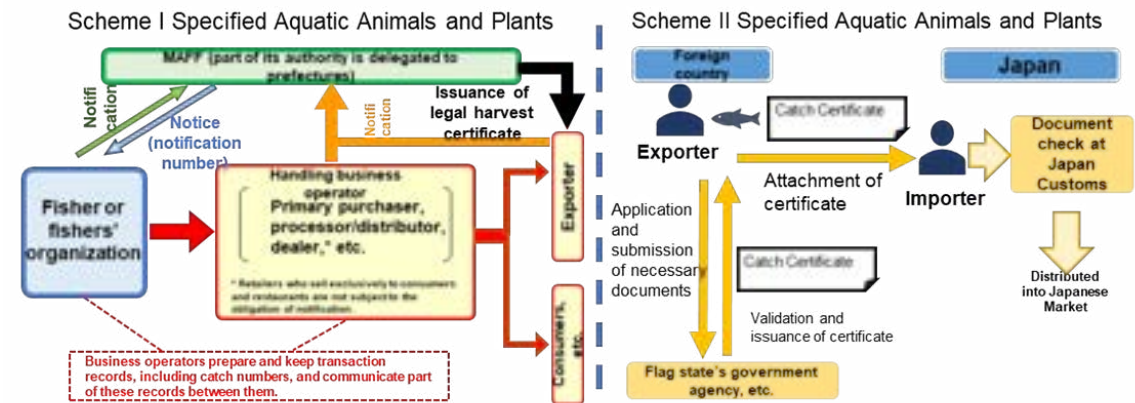 Scheme I Specified Aquatic Animals and Plants
MAFF (part of its authority is delegated to
prefectures)
Notifi
cation
Notice
(notification
number)
Notifi
cation
Issuance of
legal harvest
certificate
Fisher or
fishers'
organization
Handling business
operator
Primary purchaser,
processor/distributor,
dealer,* etc.
* Retailers who sell exclusively to consumers
and restaurants are not subject to the
obligation of notification.
Exporter
Consumers,
etc.
Business operators prepare and keep transaction
records, including catch numbers, and communicate part
of these records between them.
Scheme II Specified Aquatic Animals and Plants
Foreign
country
Japan
Catch Certificate
Exporter
Attachment of
certificate
Importer
Document
check at
Japan
Customs
Application
and
submission
of necessary
documents
Catch Certificate
Validation and
issuance of certificate
Distributed
into Japanese
Market
Flag state's government
agency, etc.